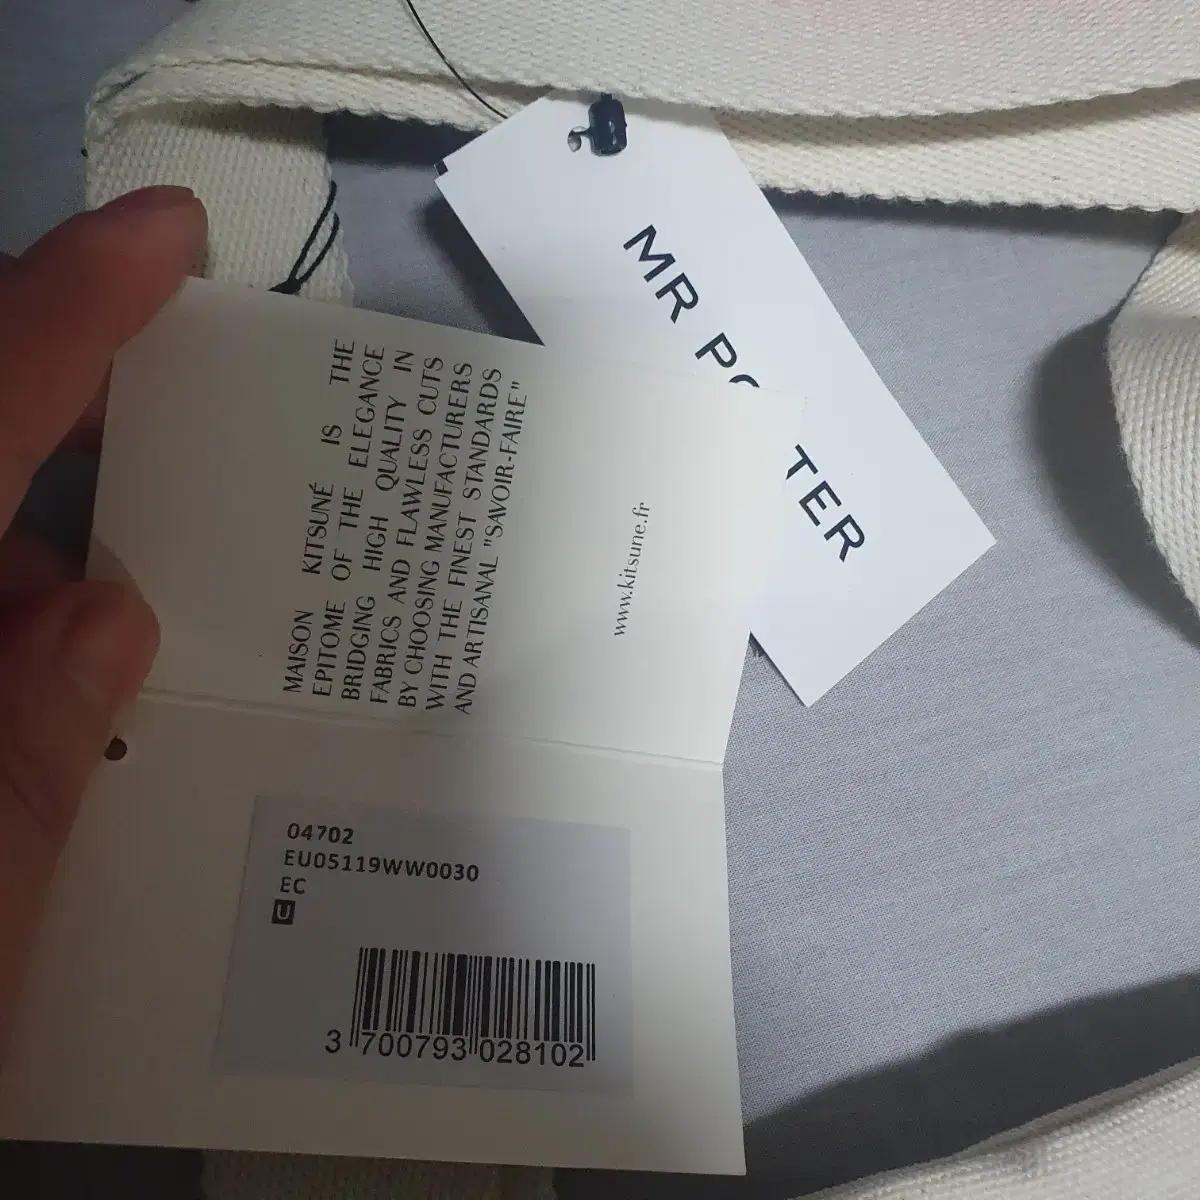 MR PO TER
MAISON KITSUNÉ IS THE
EPITOME OF THE ELEGANCE
BRIDGING HIGH QUALITY IN
FABRICS AND FLAWLESS CUTS
BY CHOOSING MANUFACTURERS
WITH THE FINEST STANDARDS
AND ARTISANAL "SAVOIR-FAIRE"
www.kitsune.fr
04702
EU05119WW0030
EC
U
3 700793 028102